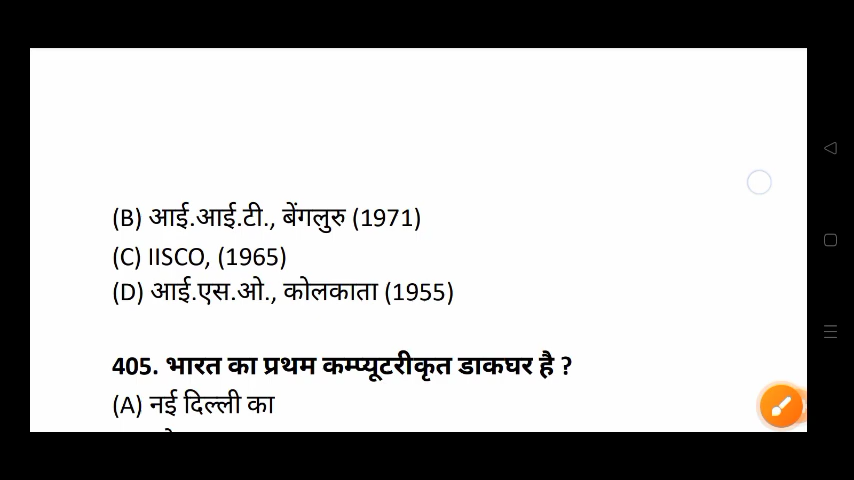 (B) आई.आई.टी., बेंगलुरु (1971)
(C) IISCO, (1965)
(D) आई.एस.ओ., कोलकाता (1955)
405. भारत का प्रथम कम्प्यूटरीकृत डाकघर है ?
(A) नई दिल्ली का